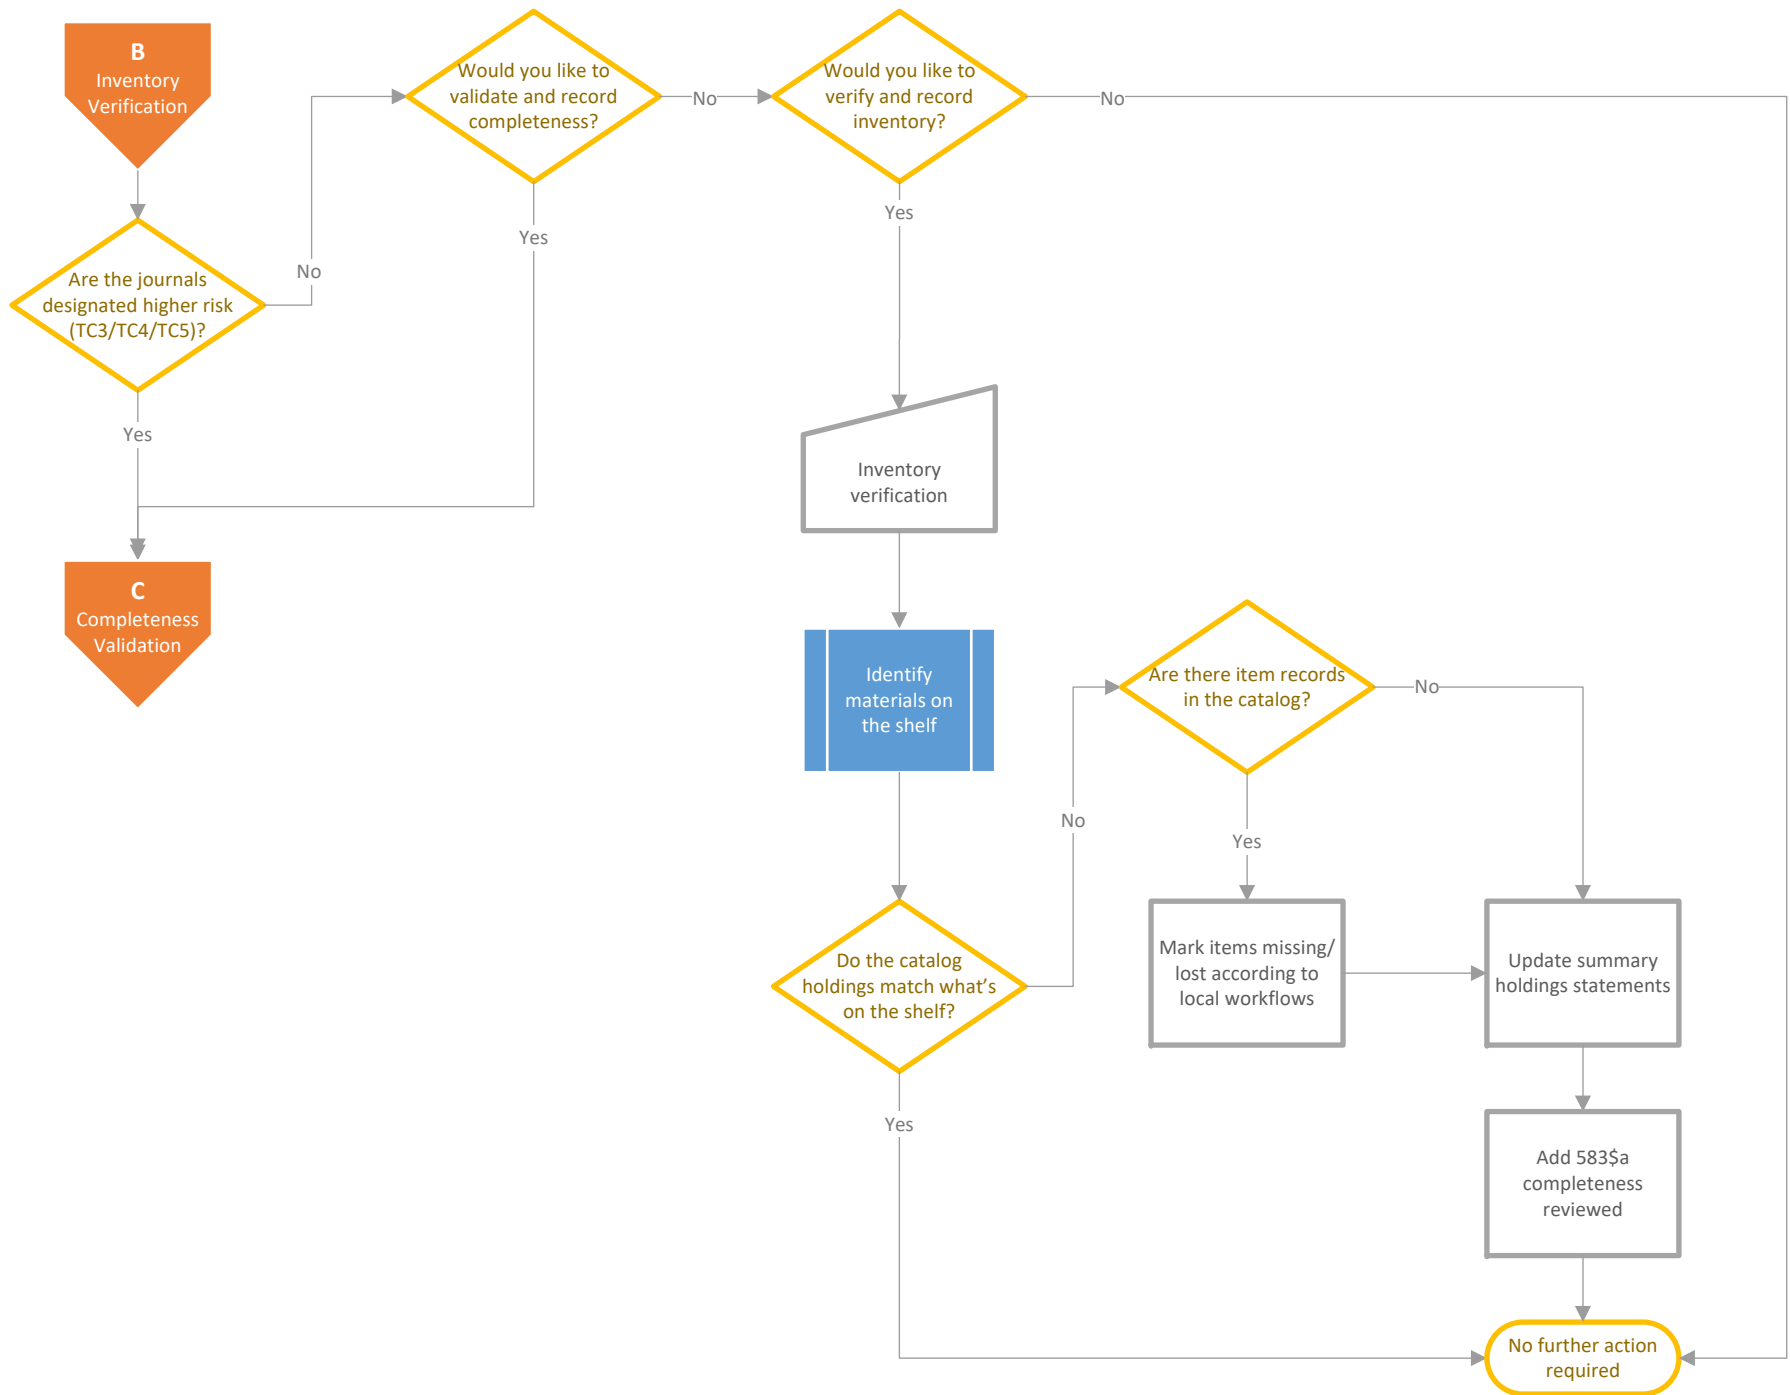 B
Inventory
Verification
Would you like to
validate and record
completeness?
No
Would you like to
verify and record
inventory?
No
Yes
Yes
Are the journals
designated higher risk
(TC3/TC4/TC5)?
No
Yes
Inventory
verification
C
Completeness
Validation
Identify
materials on
the shelf
Are there item records
in the catalog?
No
No
Yes
Do the catalog
holdings match what's
on the shelf?
Mark items missing/
lost according to
local workflows
Update summary
holdings statements
Yes
Add 583$a
completeness
reviewed
No further action
required